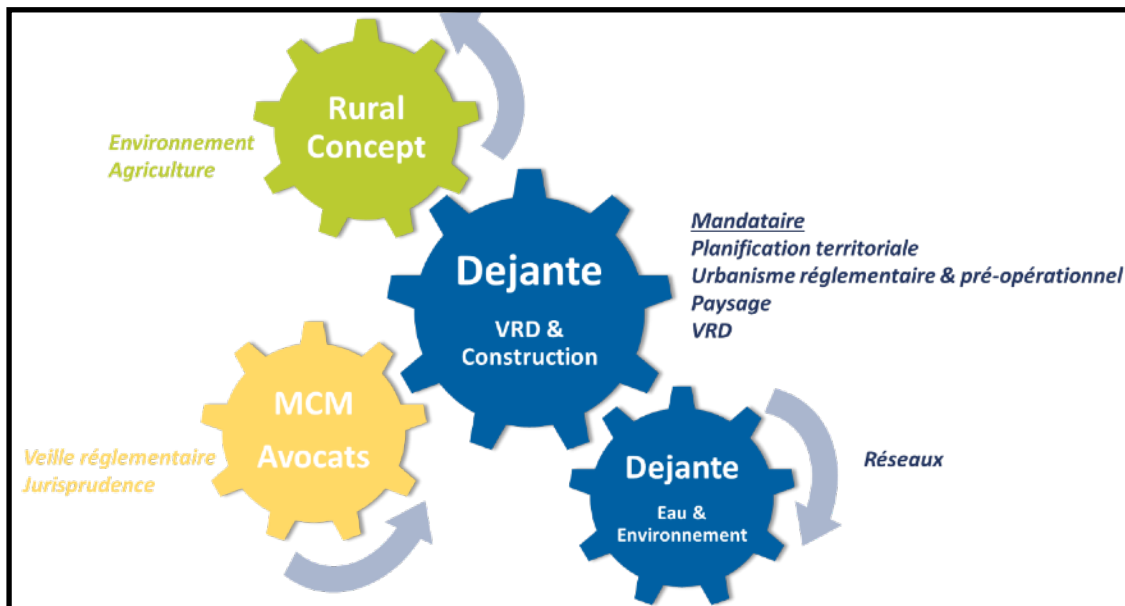 Rural
Concept
Environnement
Agriculture
Dejante
VRD &
Construction
Mandataire
Planification territoriale
Urbanisme réglementaire & pré-opérationnel
Paysage
VRD
MCM
Avocats
Veille réglementaire
Jurisprudence
Dejante
Eau &
Environnement
Réseaux